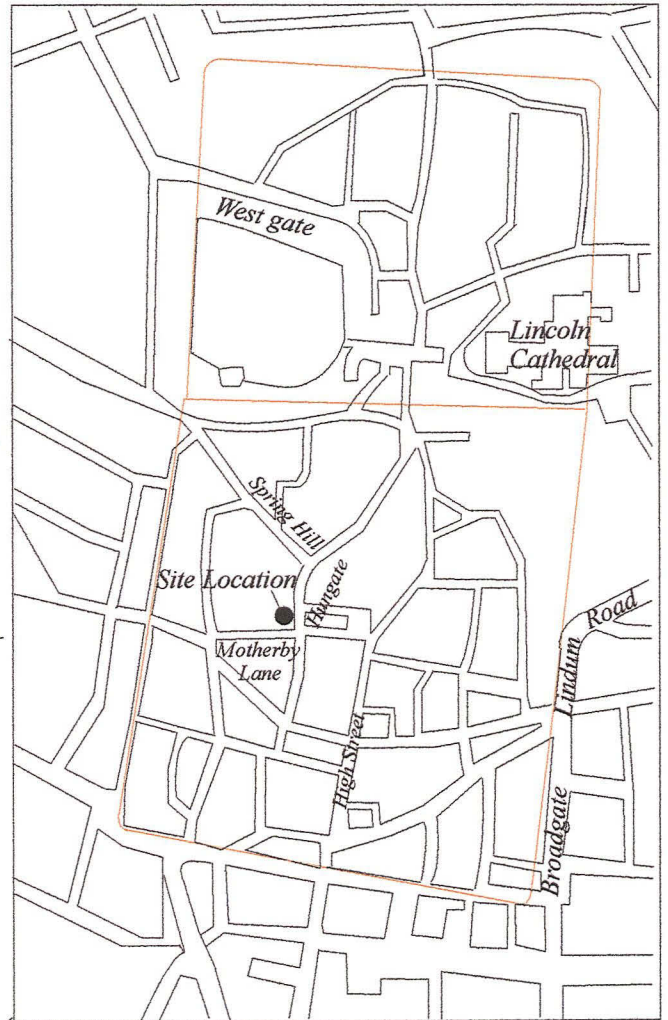 West gate
Lincoln
Cathedral
Spring Hill
Site Location
Hungate
Motherby
Lane
Lindum Road
High Street
Broadgate